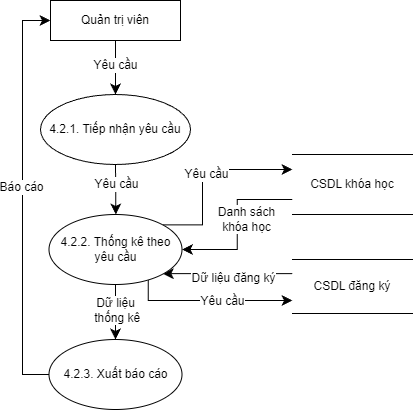 Quản trị viên
Yêu cầu
4.2.1. Tiếp nhận yêu cầu
Yêu cầu
Yêu cầu
CSDL khóa học
Báo cáo
Danh sách
khóa học
4.2.2. Thống kê theo
yêu cầu
Dữ liệu đăng ký
CSDL đăng ký
Yêu cầu
Dữ liệu
thống kê
4.2.3. Xuất báo cáo